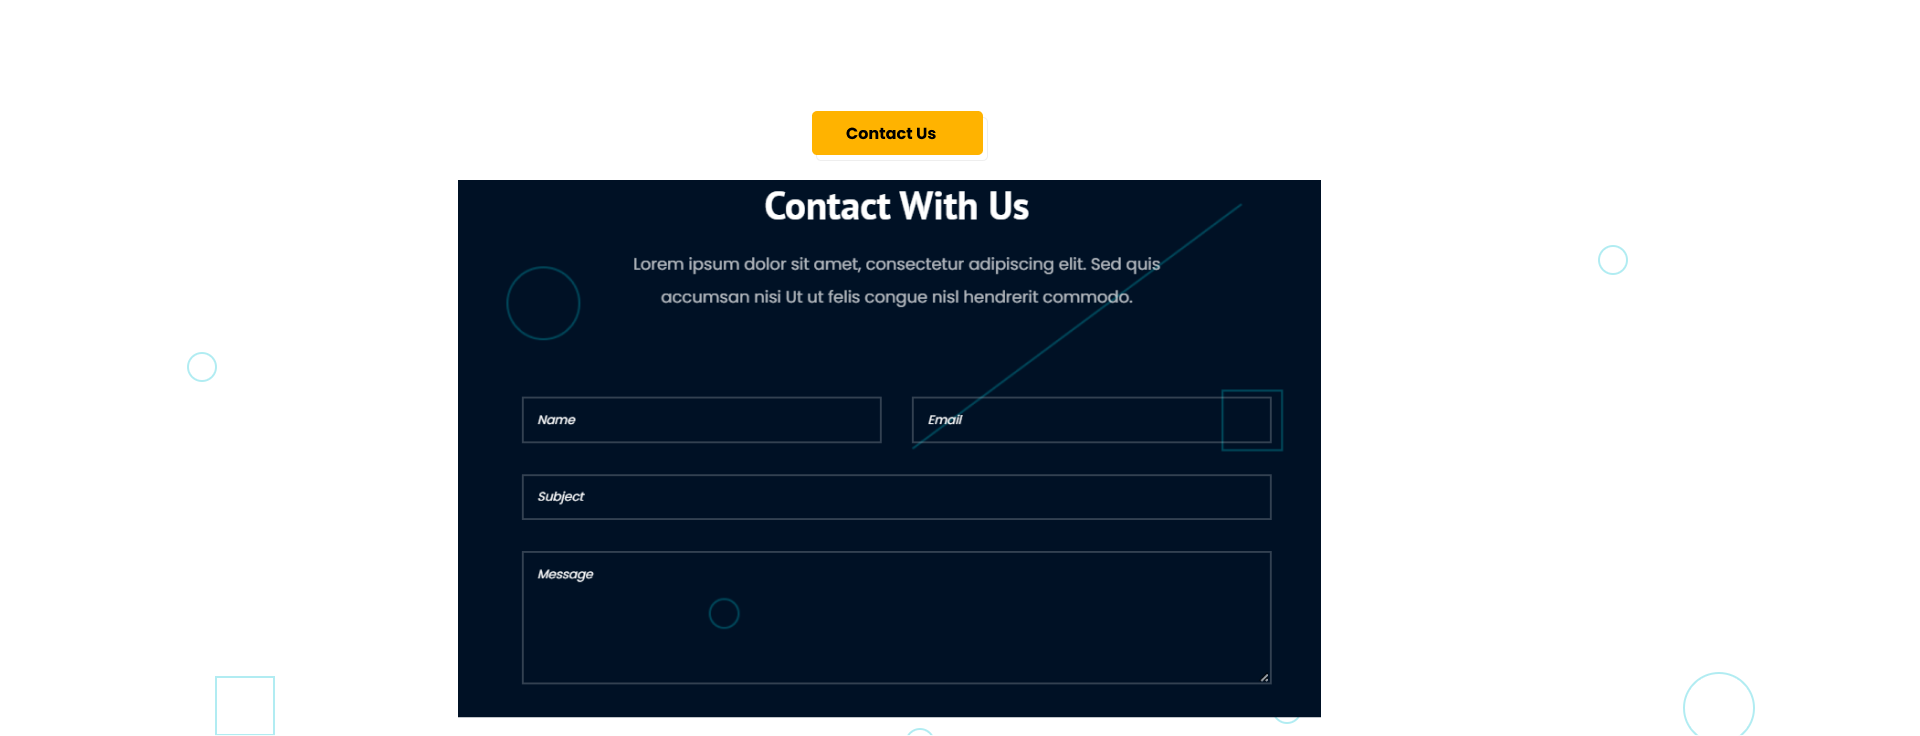 Contact Us
Contact With Us
Lorem ipsum dolor sit amet, consectetur adipiscing elit. Sed quis
accumsan nisi Ut ut felis congue nisl hendrerit commodo.
Name
Email
Subject
Message